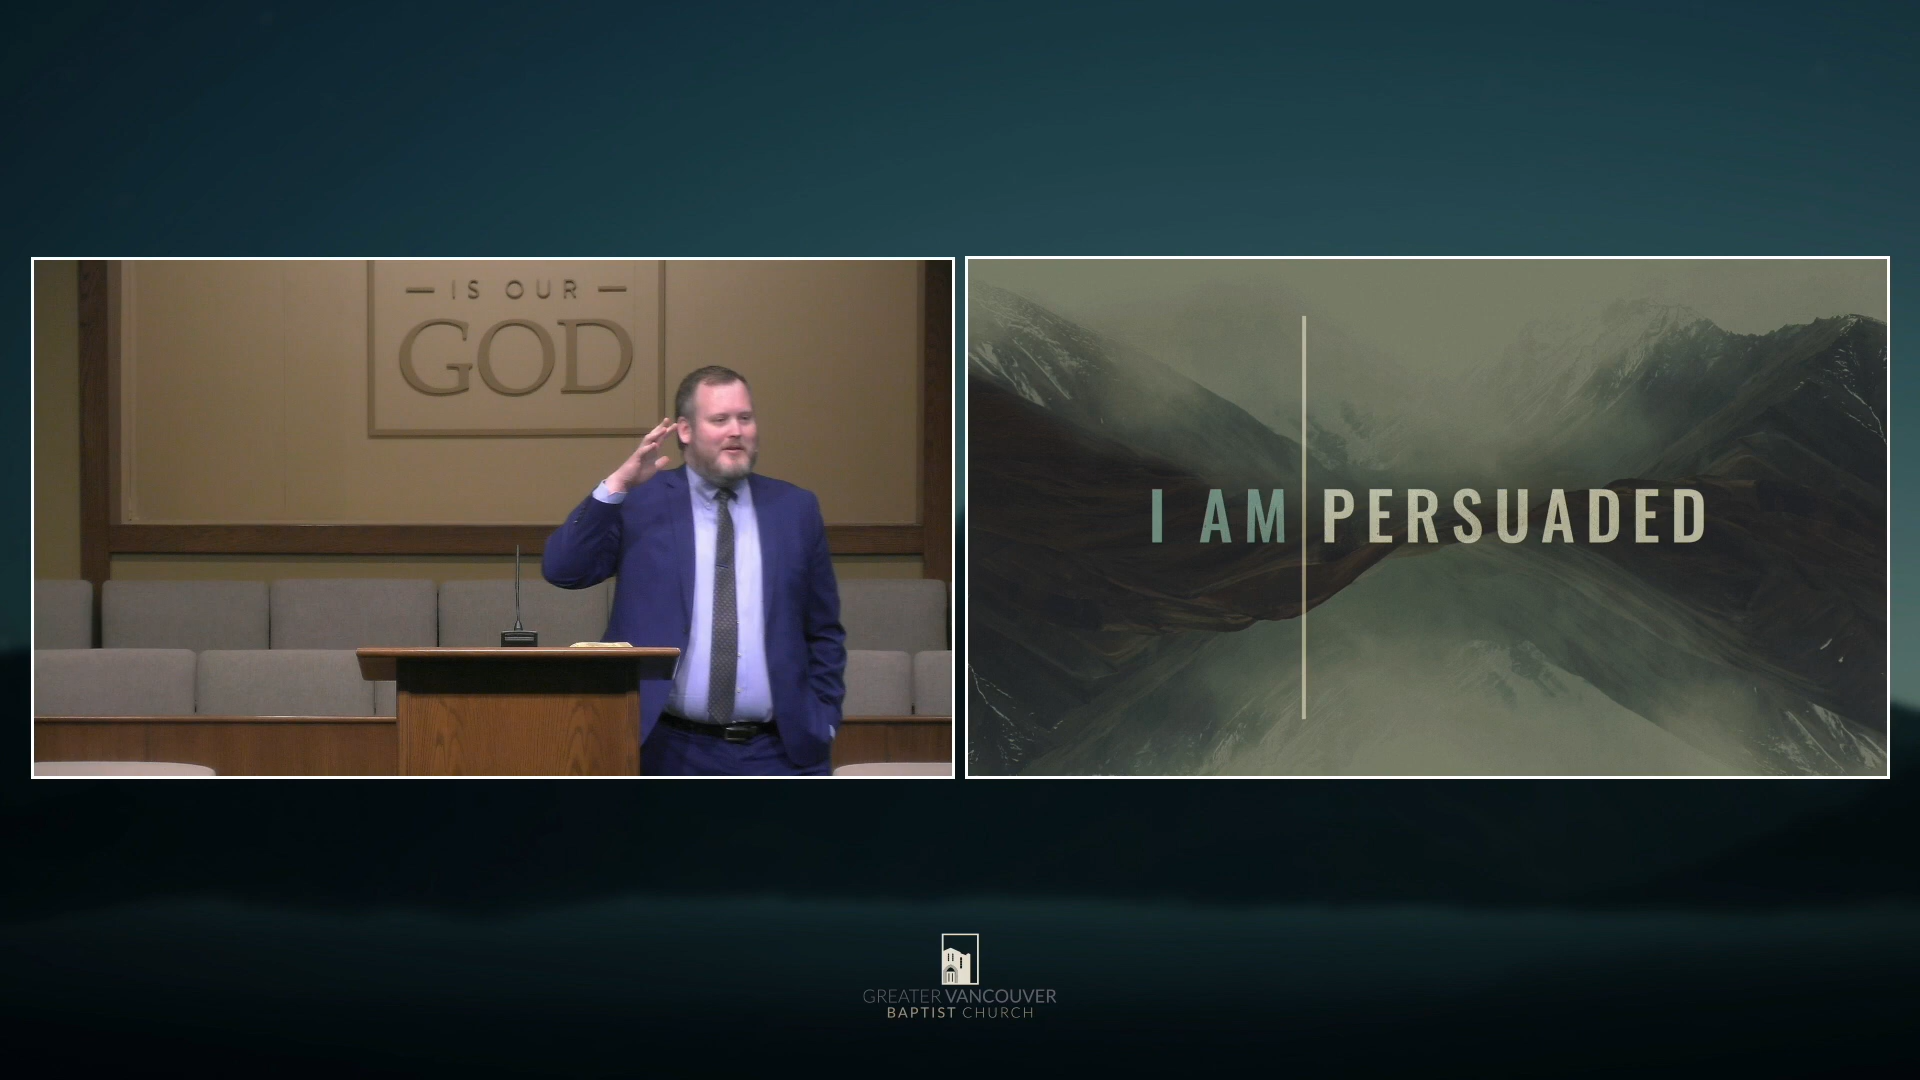 IS OUR
GOD
I AM PERSUADED
GREATER VANCOUVER
BAPTIST CHURCH